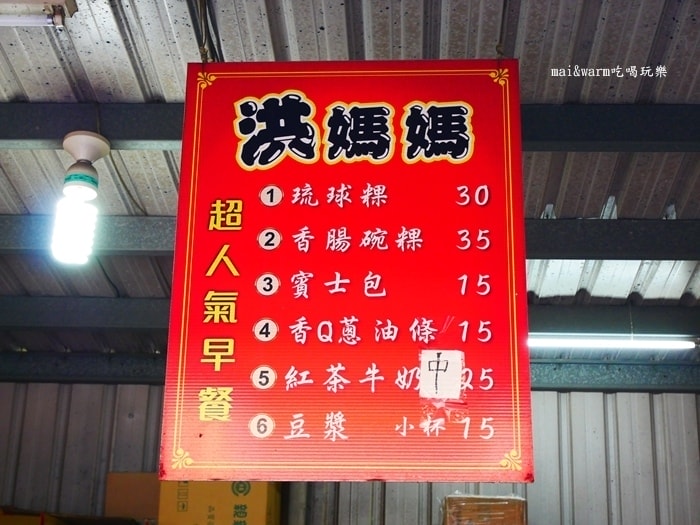 mai&warm吃喝玩樂
洪媽媽
超人氣早餐
1 琉球粿 30
2 香腸碗粿 35
3 賓士包 15
4 香Q蔥油條 15
5 紅茶牛奶 中 25
6 豆漿 小杯 15